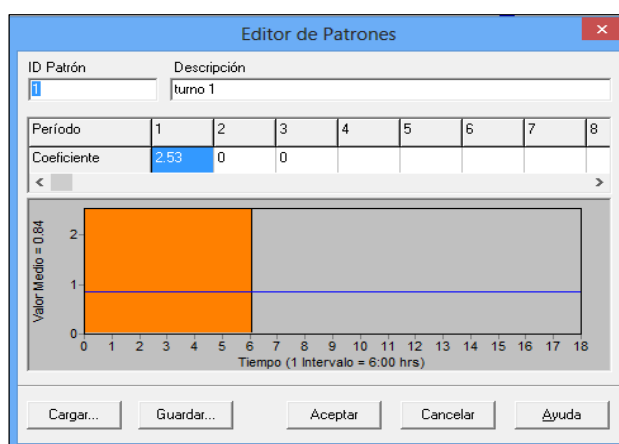 Editor de Patrones
ID Patrón Descripción
1 turno 1
Período 1 2 3 4 5 6 7 8
Coeficiente 2.53 0 0
Valor Medio = 0.84
2
1
0
0 1 2 3 4 5 6 7 8 9 10 11 12 13 14 15 16 17 18
Tiempo (1 Intervalo = 6:00 hrs)
Cargar... Guardar... Aceptar Cancelar Ayuda